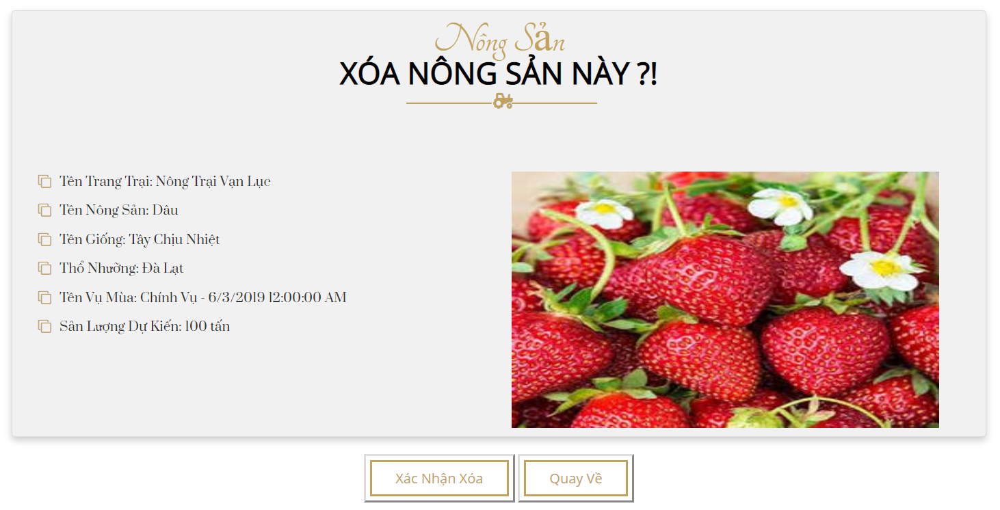 Nông Sản
XÓA NÔNG SẢN NÀY ?!
Tên Trang Trại: Nông Trại Vạn Lục
Tên Nông Sản: Dâu
Tên Giống: Tây Chịu Nhiệt
Thổ Nhưỡng: Đà Lạt
Tên Vụ Mùa: Chính Vụ - 6/3/2019 12:00:00 AM
Sản Lượng Dự Kiến: 100 tấn
Xác Nhận Xóa
Quay Về